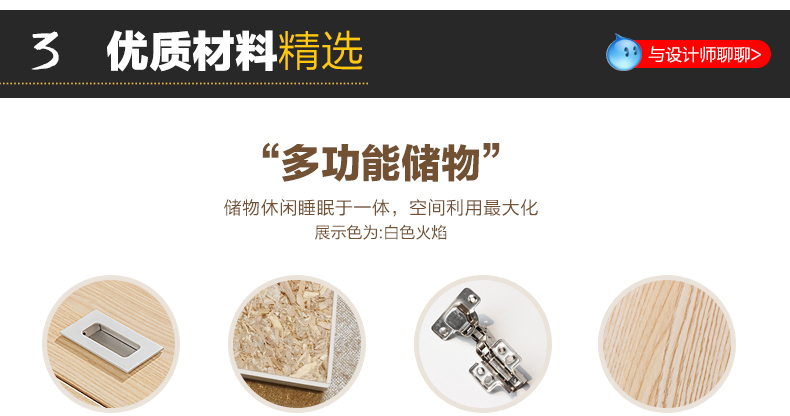 3 优质材料精选
与设计师聊聊>
“多功能储物”
储物休闲睡眠于一体，空间利用最大化
展示色为:白色火焰